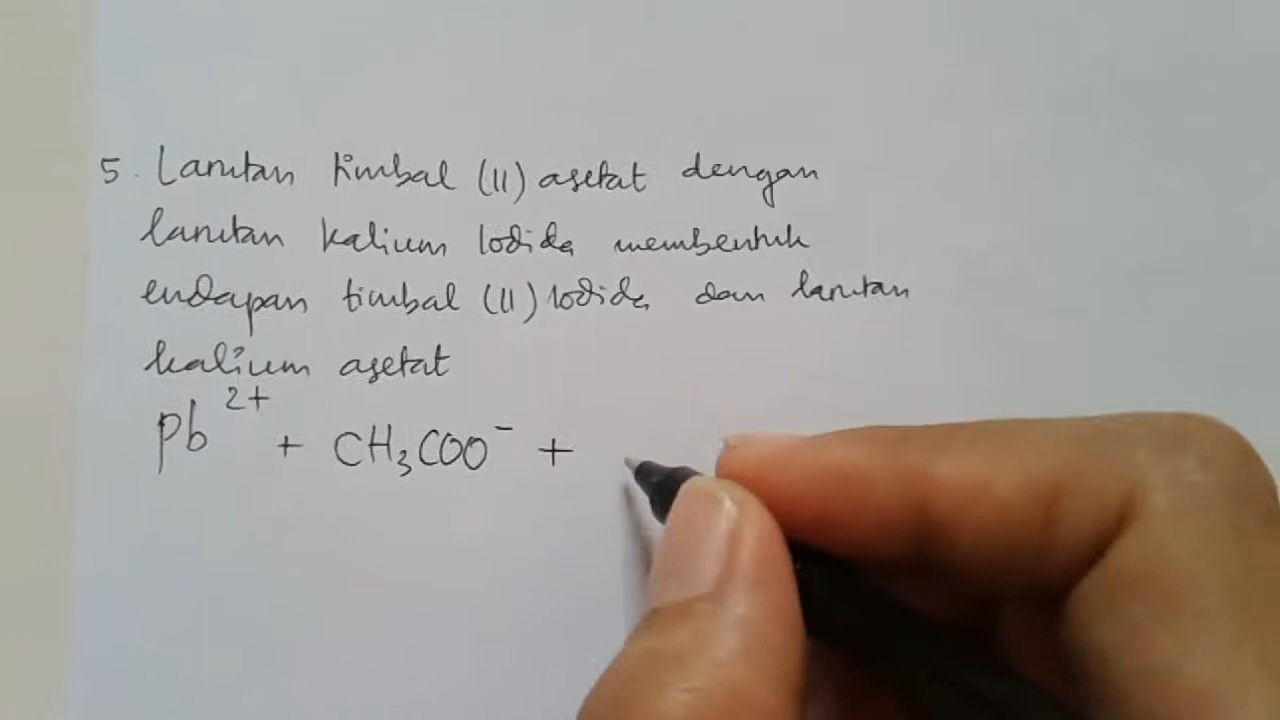 5. Larutan timbal (II) asetat dengan
larutan kalium Iodida membentuk
endapan timbal (II) Iodida dan larutan
kalium asetat
Pb²⁺ + CH₃COO⁻ +